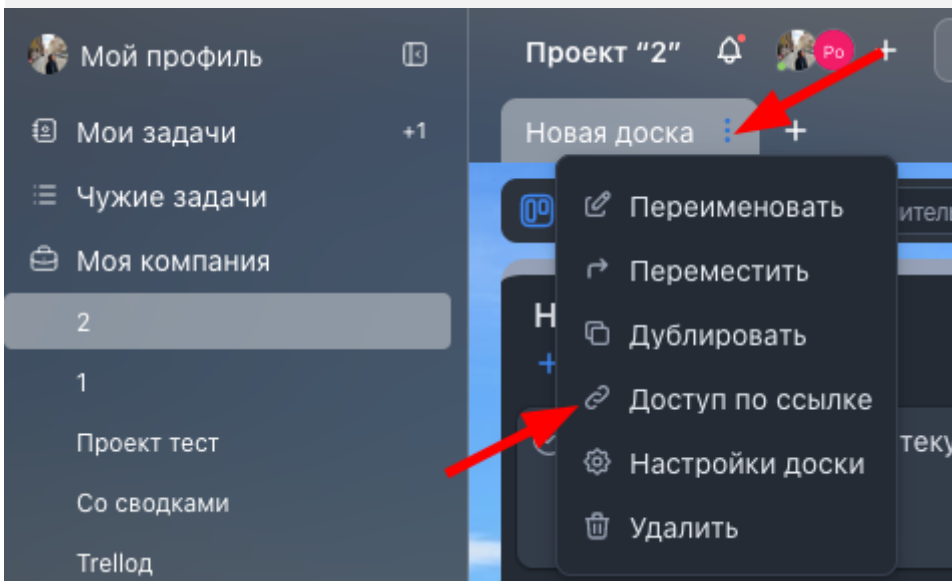 Мой профиль
Проект “2”
Po
+
Мои задачи
+1
Новая доска
+
Чужие задачи
Переименовать
Моя компания
Переместить
2
Дублировать
+
1
Доступ по ссылке
Проект тест
Настройки доски
Со сводками
Удалить
Trelloд